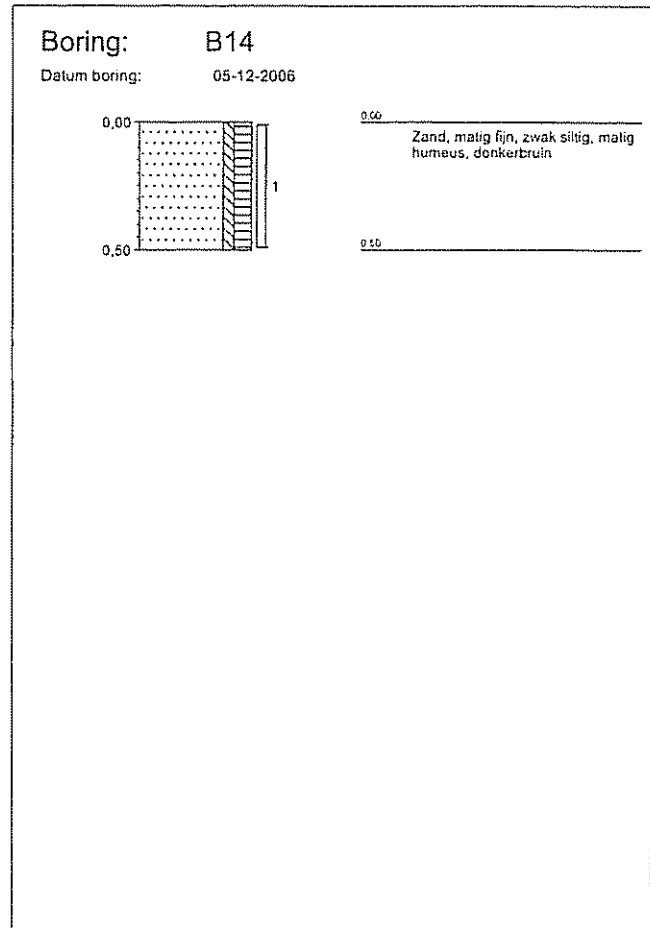 Boring: B14
Datum boring: 05-12-2006
0,00
0,00
Zand, matig fijn, zwak siltig, matig
humeus, donkerbruin
1
0,50
0,50